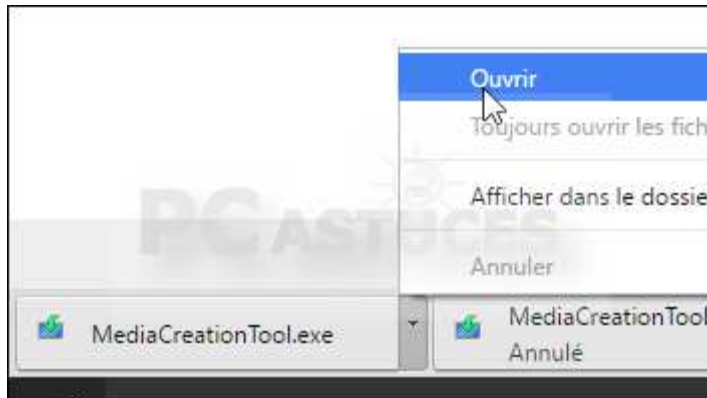 Ouvrir
Toujours ouvrir les fich
Afficher dans le dossie
PC ASTUCES
Annuler
MediaCreationTool.exe
MediaCreationTool
Annulé